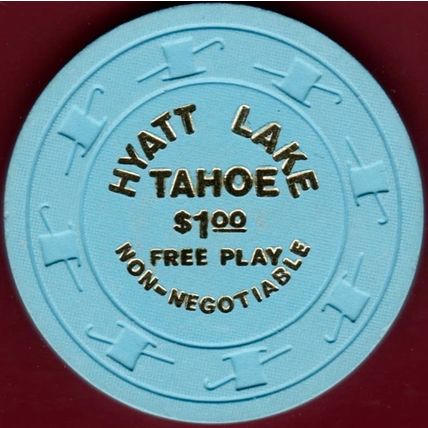 HYATT LAKE
TAHOE
$1.00
FREE PLAY
NON-NEGOTIABLE